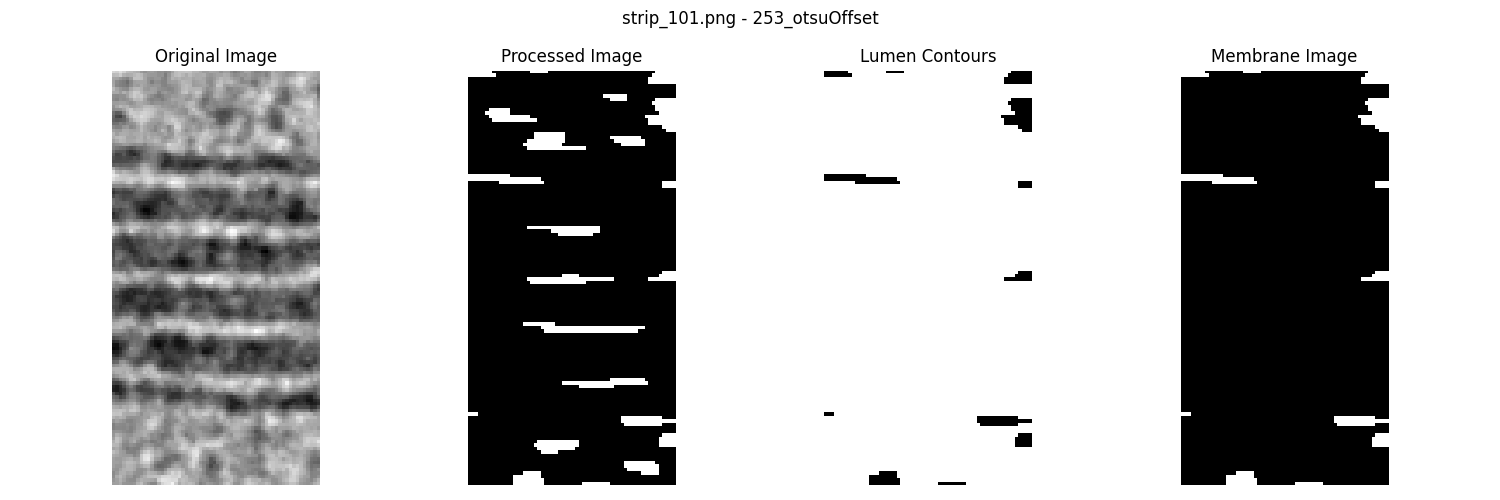 strip_101.png - 253_otsuOffset
Original Image
Processed Image
Lumen Contours
Membrane Image